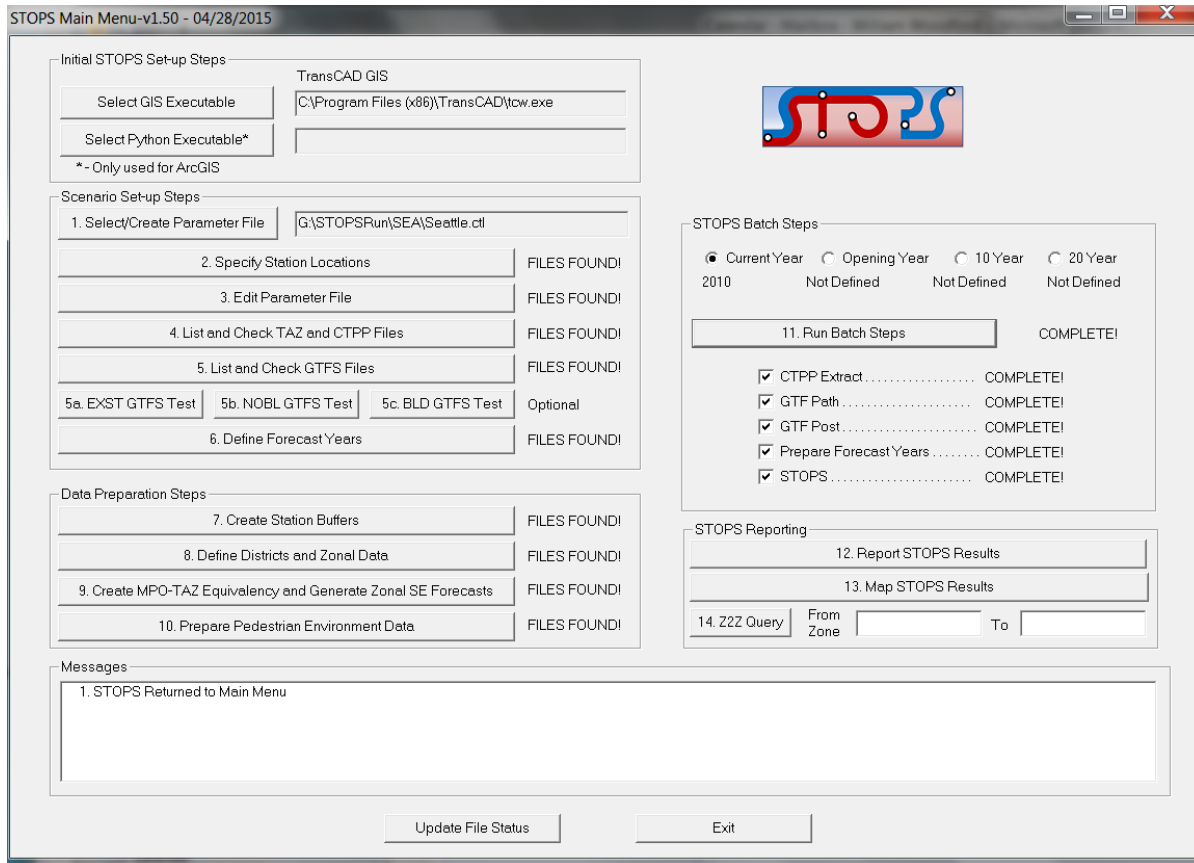 STOPS Main Menu-v1.50 - 04/28/2015
Initial STOPS Set-up Steps
TransCAD GIS
Select GIS Executable C:\Program Files (x86)\TransCAD\tcw.exe
Select Python Executable*
* - Only used for ArcGIS
STOPS
Scenario Set-up Steps
1. Select/Create Parameter File G:\STOPSRun\SEA\Seattle.ctl
2. Specify Station Locations FILES FOUND!
3. Edit Parameter File FILES FOUND!
4. List and Check TAZ and CTPP Files FILES FOUND!
5. List and Check GTFS Files FILES FOUND!
5a. EXST GTFS Test 5b. NOBL GTFS Test 5c. BLD GTFS Test Optional
6. Define Forecast Years FILES FOUND!
Data Preparation Steps
7. Create Station Buffers FILES FOUND!
8. Define Districts and Zonal Data FILES FOUND!
9. Create MPO-TAZ Equivalency and Generate Zonal SE Forecasts FILES FOUND!
10. Prepare Pedestrian Environment Data FILES FOUND!
STOPS Batch Steps
Current Year Opening Year 10 Year 20 Year
2010 Not Defined Not Defined Not Defined
11. Run Batch Steps COMPLETE!
CTPP Extract . . . . . . . . . . . . . . . . . . COMPLETE!
GTF Path . . . . . . . . . . . . . . . . . . . . . COMPLETE!
GTF Post . . . . . . . . . . . . . . . . . . . . . COMPLETE!
Prepare Forecast Years . . . . . . . . COMPLETE!
STOPS . . . . . . . . . . . . . . . . . . . . . . . COMPLETE!
STOPS Reporting
12. Report STOPS Results
13. Map STOPS Results
14. Z2Z Query From Zone To
Messages
1. STOPS Returned to Main Menu
Update File Status Exit